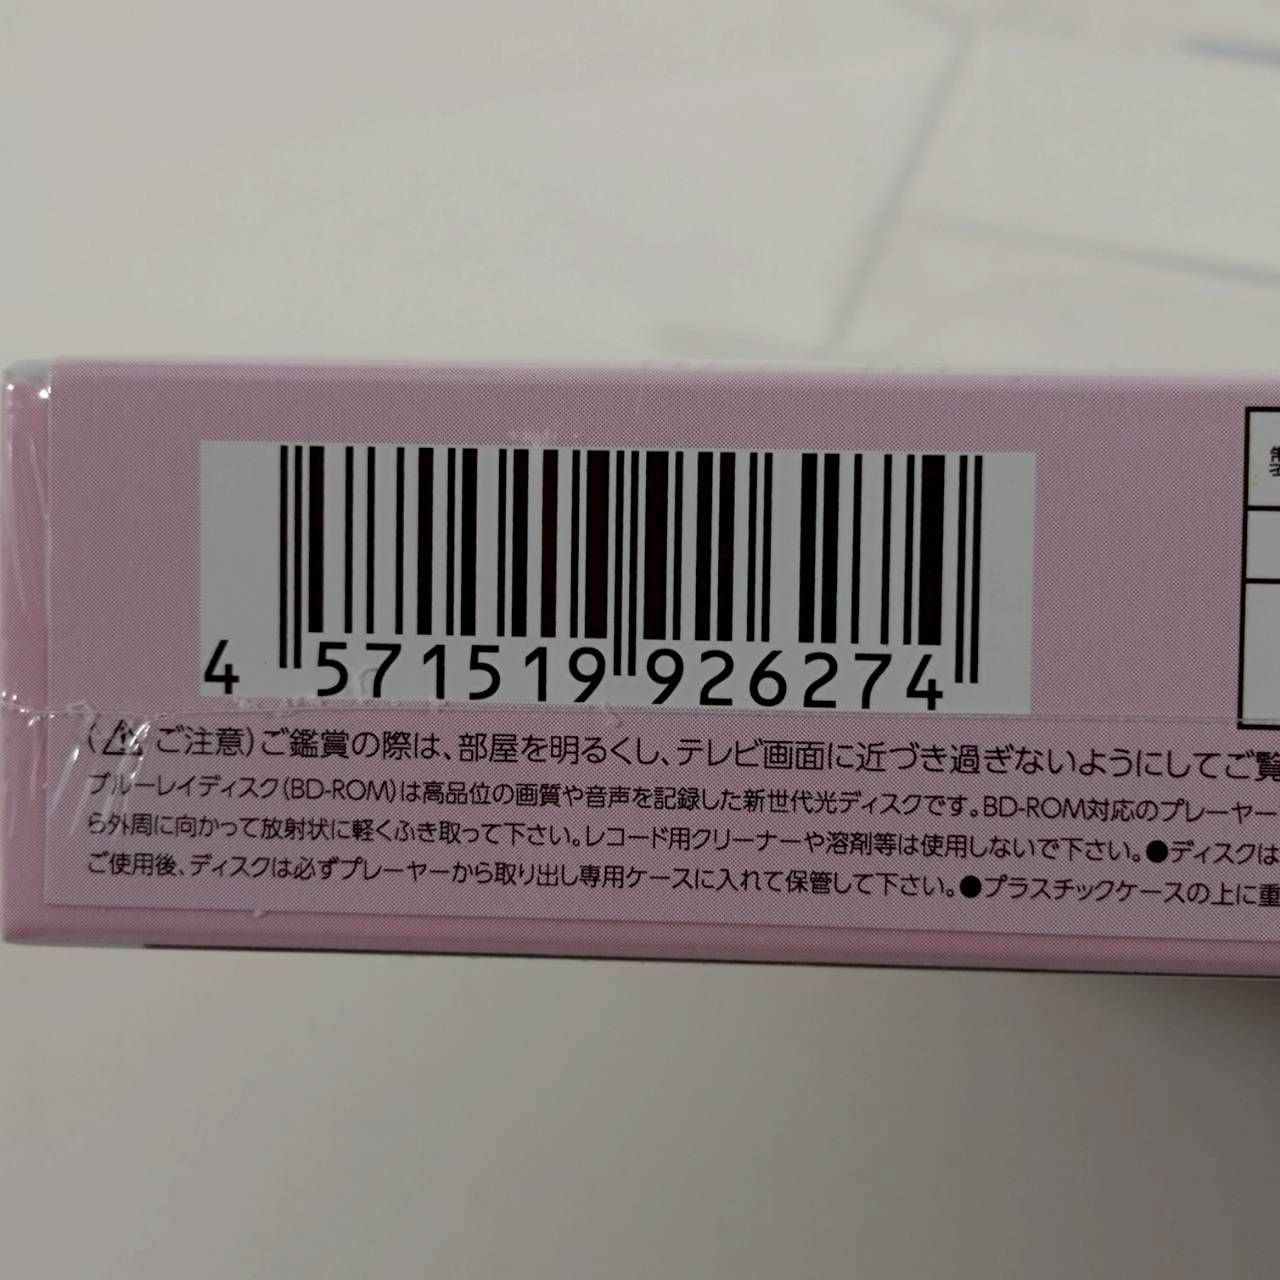 製
4 571519 926274
(⚠ ご注意)ご鑑賞の際は、部屋を明るくし、テレビ画面に近づき過ぎないようにしてご覧
ブルーレイディスク(BD-ROM)は高品位の画質や音声を記録した新世代光ディスクです。BD-ROM対応のプレーヤー
ら外周に向かって放射状に軽くふき取って下さい。レコード用クリーナーや溶剤等は使用しないで下さい。●ディスクは
ご使用後、ディスクは必ずプレーヤーから取り出し専用ケースに入れて保管して下さい。●プラスチックケースの上に重